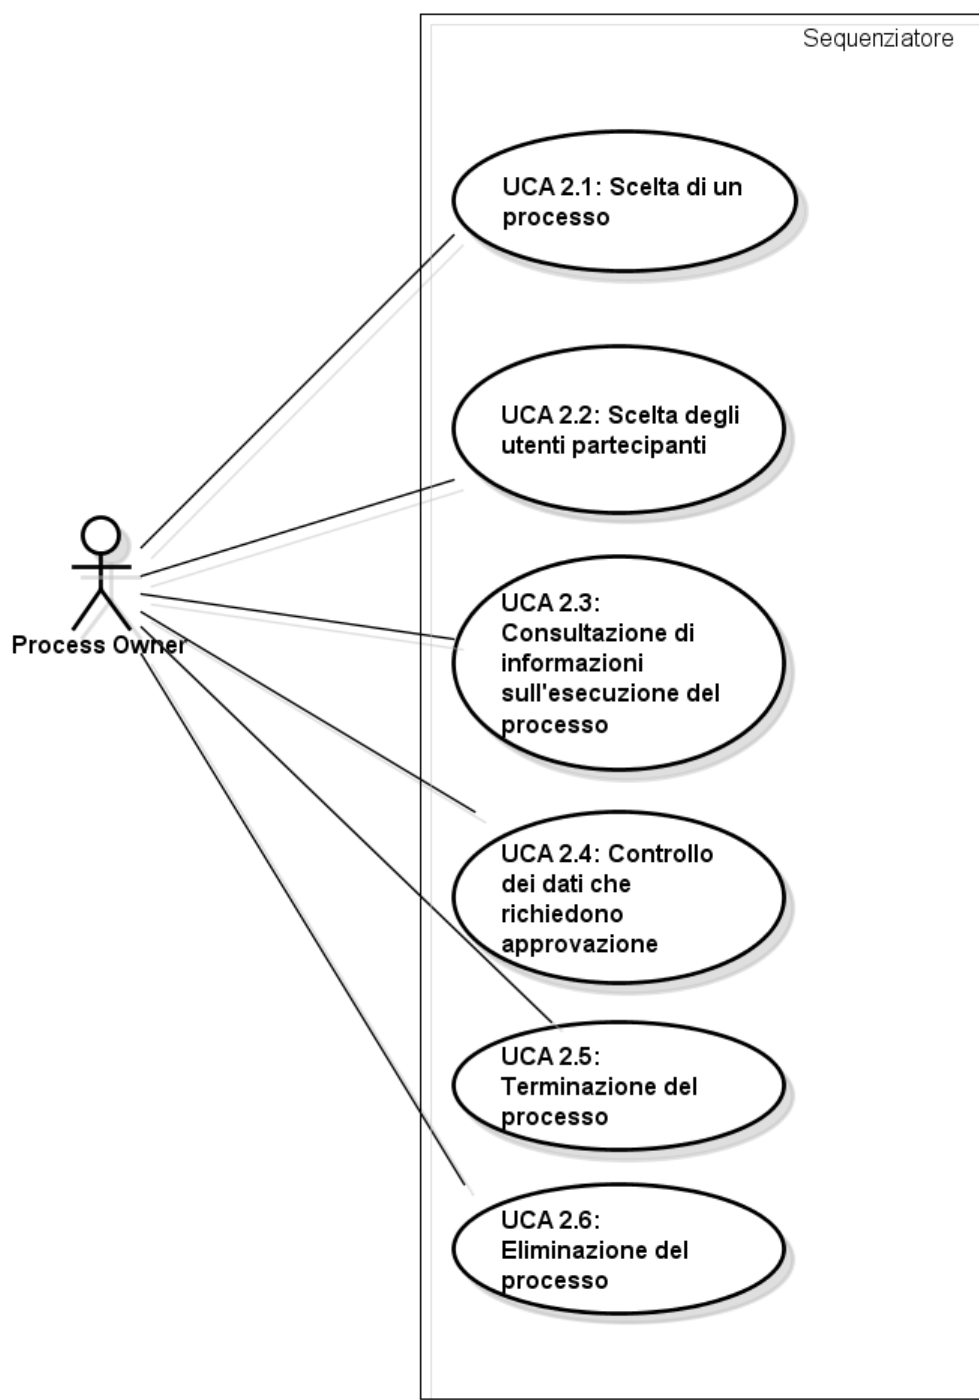 Sequenziatore
UCA 2.1: Scelta di un
processo
UCA 2.2: Scelta degli
utenti partecipanti
Process Owner
UCA 2.3:
Consultazione di
informazioni
sull'esecuzione del
processo
UCA 2.4: Controllo
dei dati che
richiedono
approvazione
UCA 2.5:
Terminazione del
processo
UCA 2.6:
Eliminazione del
processo